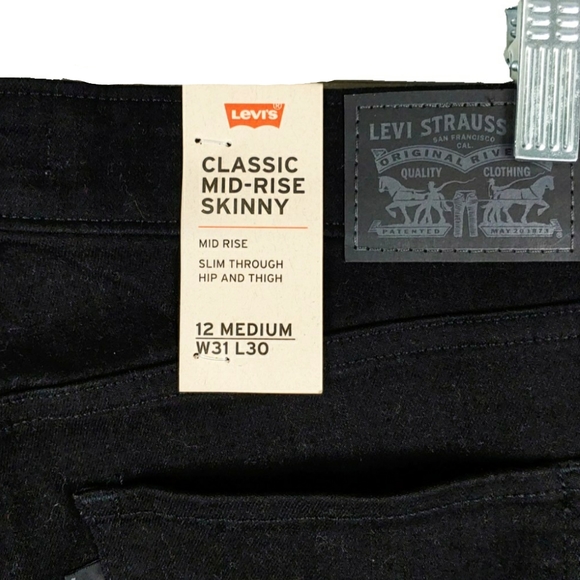 LEVI'S®
CLASSIC
MID-RISE
SKINNY
MID RISE
SLIM THROUGH
HIP AND THIGH
12 MEDIUM
W31 L30
LEVI STRAUSS
SAN FRANCISCO
CAL.
ORIGINAL RIV
QUALITY CLOTHING
PATENTED MAY 20 1873